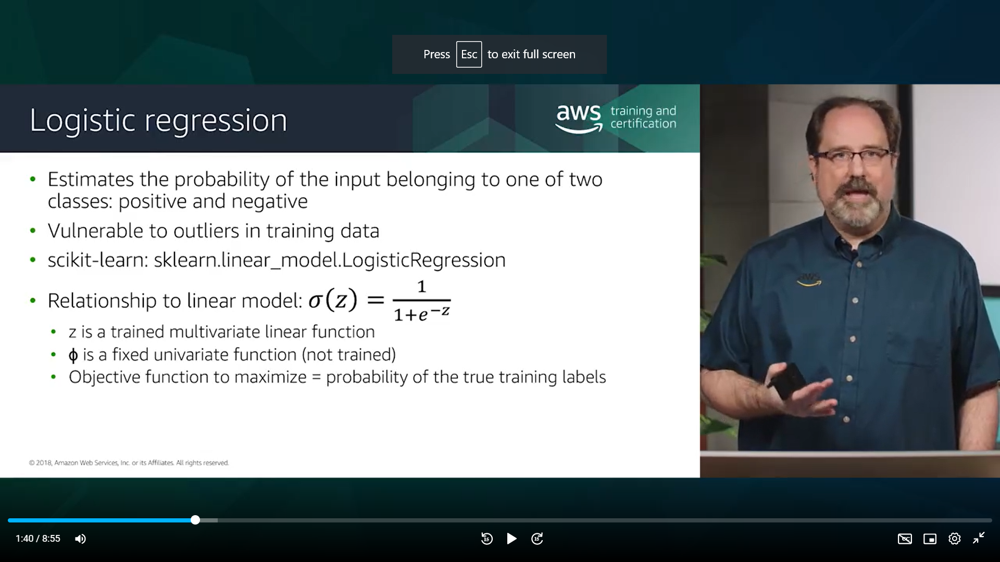 Press Esc to exit full screen
Logistic regression
aws training and
certification
• Estimates the probability of the input belonging to one of two
classes: positive and negative
• Vulnerable to outliers in training data
• scikit-learn: sklearn.linear_model.LogisticRegression
• Relationship to linear model: σ(z) = 1/(1+e^−z)
• z is a trained multivariate linear function
• ϕ is a fixed univariate function (not trained)
• Objective function to maximize = probability of the true training labels
aws
© 2018, Amazon Web Services, Inc. or its Affiliates. All rights reserved.
1:40 / 8:55
15
15
CC